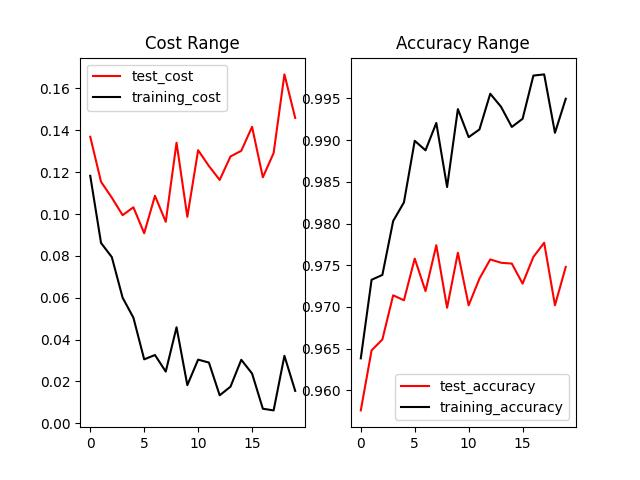 Cost Range
test_cost
training_cost
0.16
0.14
0.12
0.10
0.08
0.06
0.04
0.02
0.00
0 5 10 15
Accuracy Range
0.995
0.990
0.985
0.980
0.975
0.970
0.965
0.960
test_accuracy
training_accuracy
0 5 10 15